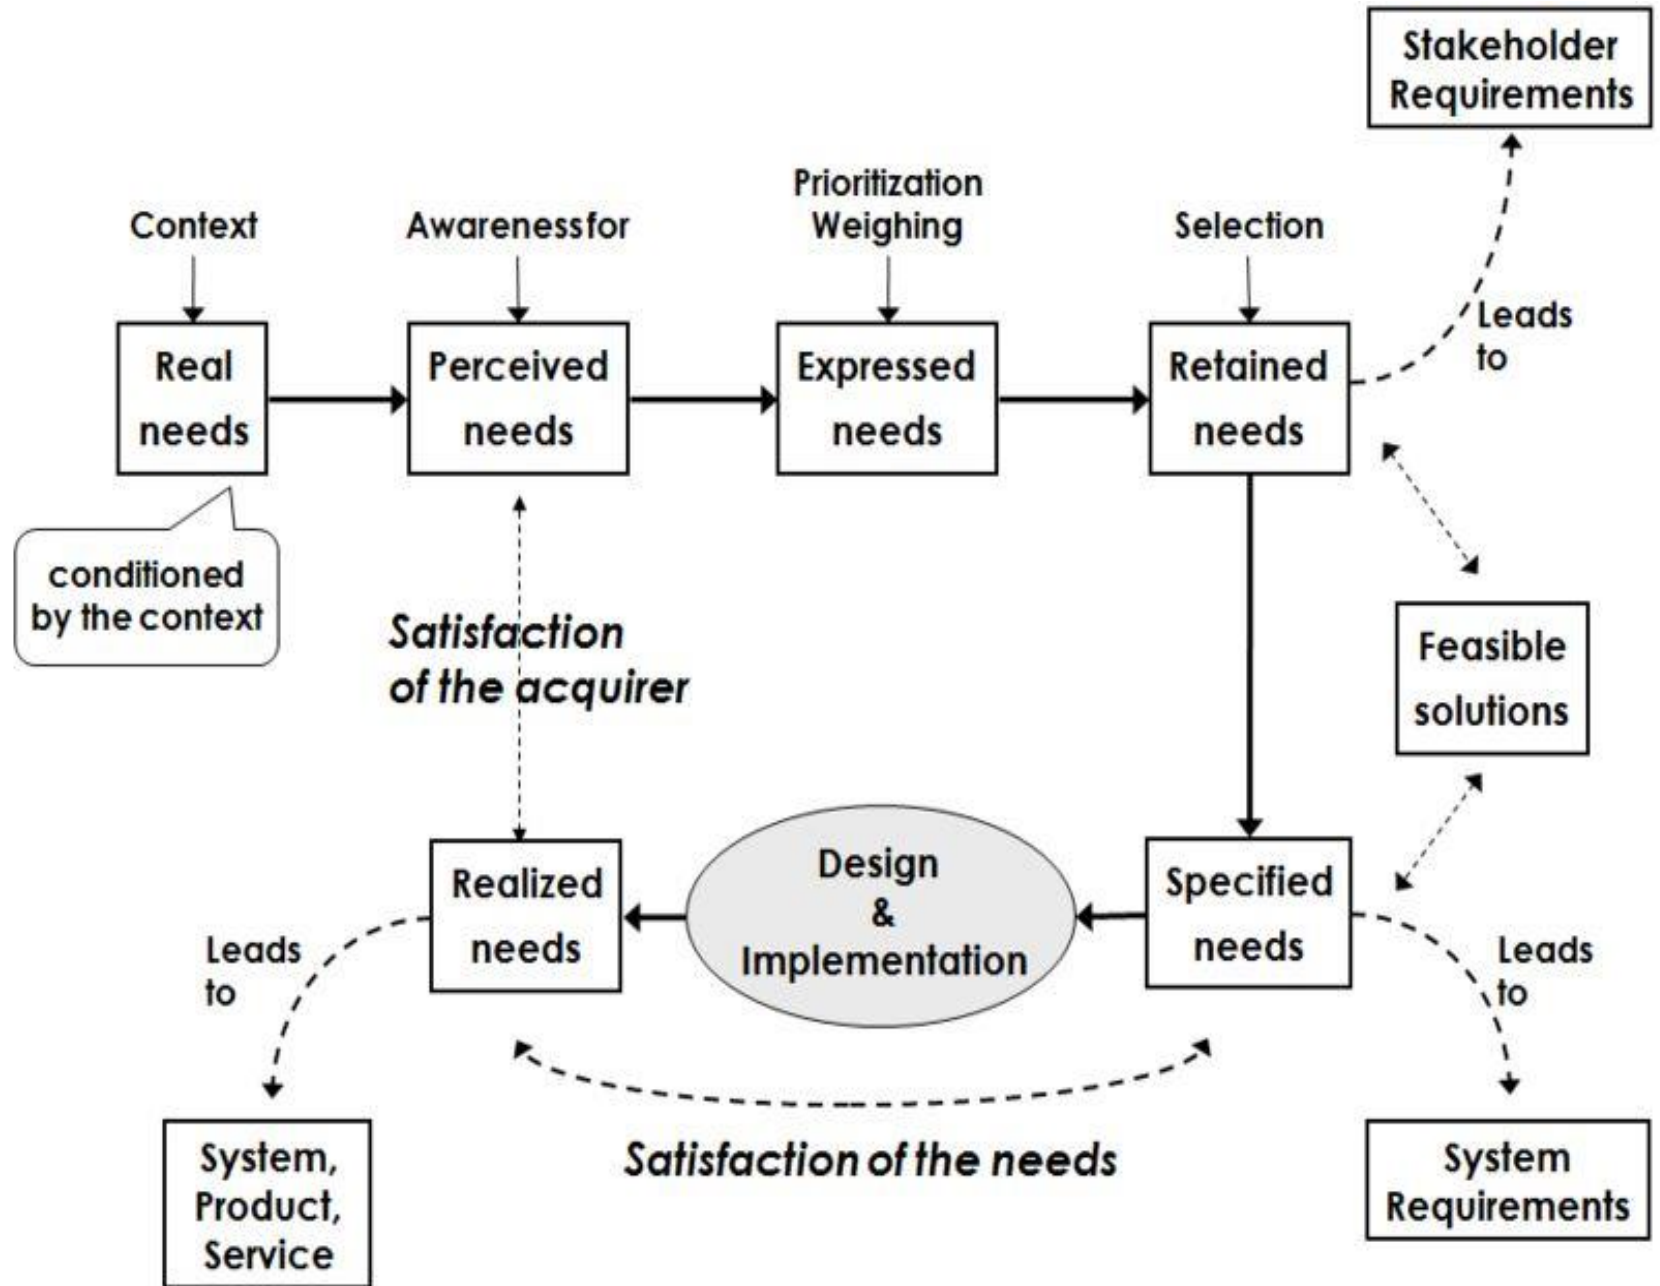 Stakeholder
Requirements
Context
Awareness for
Prioritization
Weighing
Selection
Real
needs
Perceived
needs
Expressed
needs
Retained
needs
Leads
to
conditioned
by the context
Satisfaction
of the acquirer
Feasible
solutions
Realized
needs
Design
&
Implementation
Specified
needs
Leads
to
Leads
to
Satisfaction of the needs
System,
Product,
Service
System
Requirements